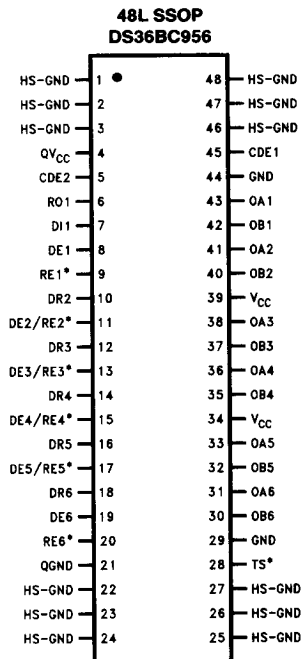 48L SSOP
DS36BC956
HS-GND 1 48 HS-GND
HS-GND 2 47 HS-GND
HS-GND 3 46 HS-GND
QVCC 4 45 CDE1
CDE2 5 44 GND
RO1 6 43 OA1
DI1 7 42 OB1
DE1 8 41 OA2
RE1* 9 40 OB2
DR2 10 39 VCC
DE2/RE2* 11 38 OA3
DR3 12 37 OB3
DE3/RE3* 13 36 OA4
DR4 14 35 OB4
DE4/RE4* 15 34 VCC
DR5 16 33 OA5
DE5/RE5* 17 32 OB5
DR6 18 31 OA6
DE6 19 30 OB6
RE6* 20 29 GND
QGND 21 28 TS*
HS-GND 22 27 HS-GND
HS-GND 23 26 HS-GND
HS-GND 24 25 HS-GND